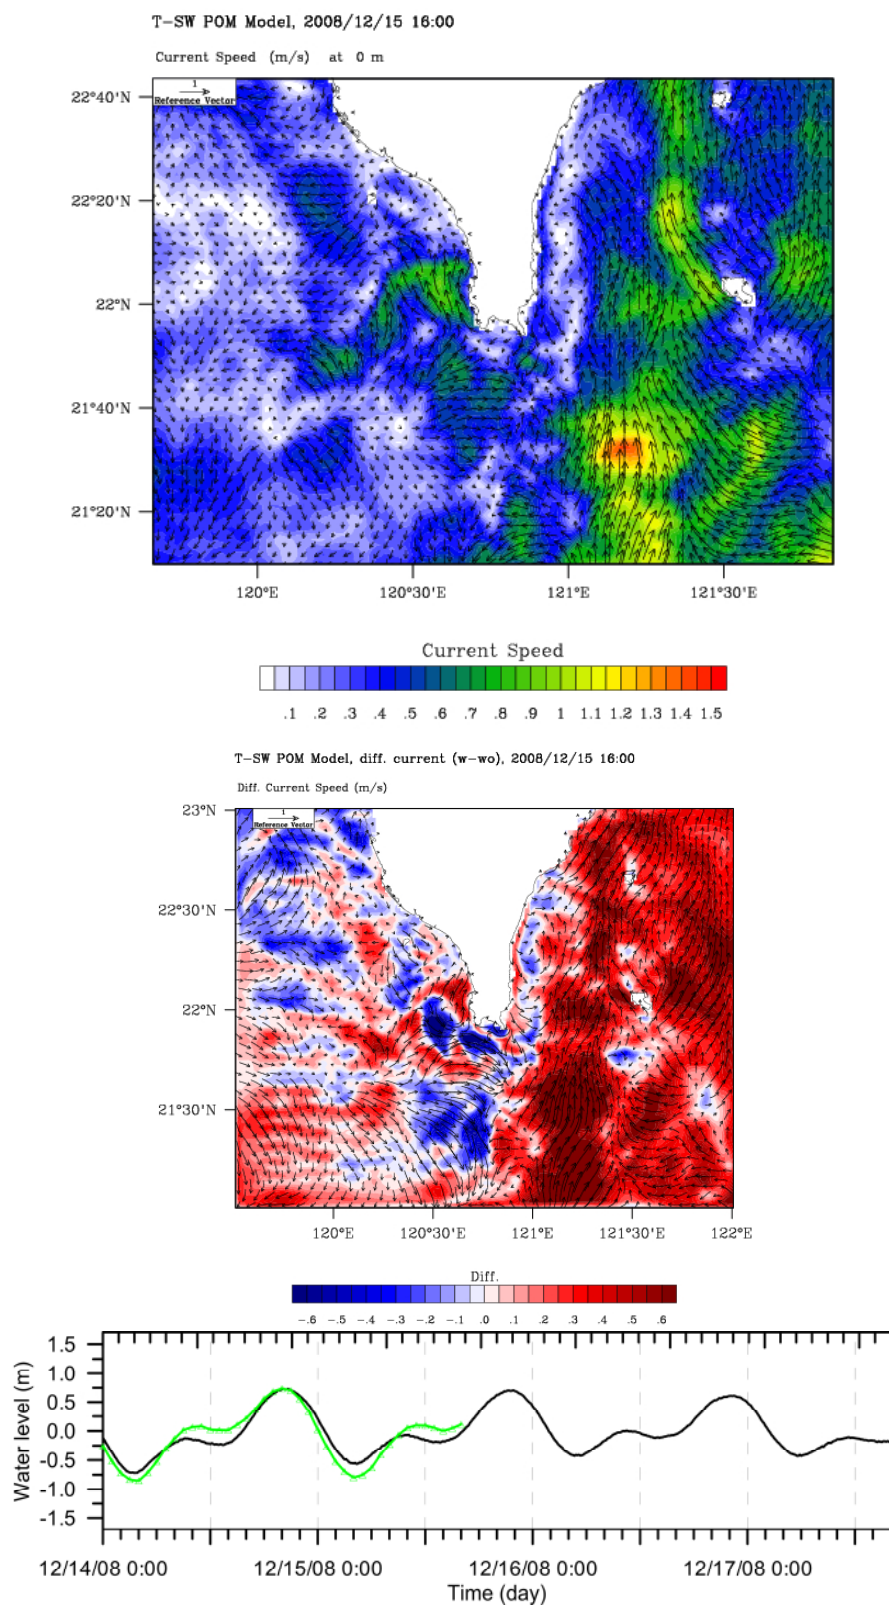 T-SW POM Model, 2008/12/15 16:00
Current Speed (m/s) at 0 m
1
Reference Vector
22°40'N
22°20'N
22°N
21°40'N
21°20'N
120°E 120°30'E 121°E 121°30'E
Current Speed
.1 .2 .3 .4 .5 .6 .7 .8 .9 1 1.1 1.2 1.3 1.4 1.5
T-SW POM Model, diff. current (w-wo), 2008/12/15 16:00
Diff. Current Speed (m/s)
1
Reference Vector
23°N
22°30'N
22°N
21°30'N
120°E 120°30'E 121°E 121°30'E 122°E
Diff.
-.6 -.5 -.4 -.3 -.2 -.1 .0 .1 .2 .3 .4 .5 .6
Water level (m)
1.5
1.0
0.5
0.0
-0.5
-1.0
-1.5
12/14/08 0:00 12/15/08 0:00 12/16/08 0:00 12/17/08 0:00
Time (day)